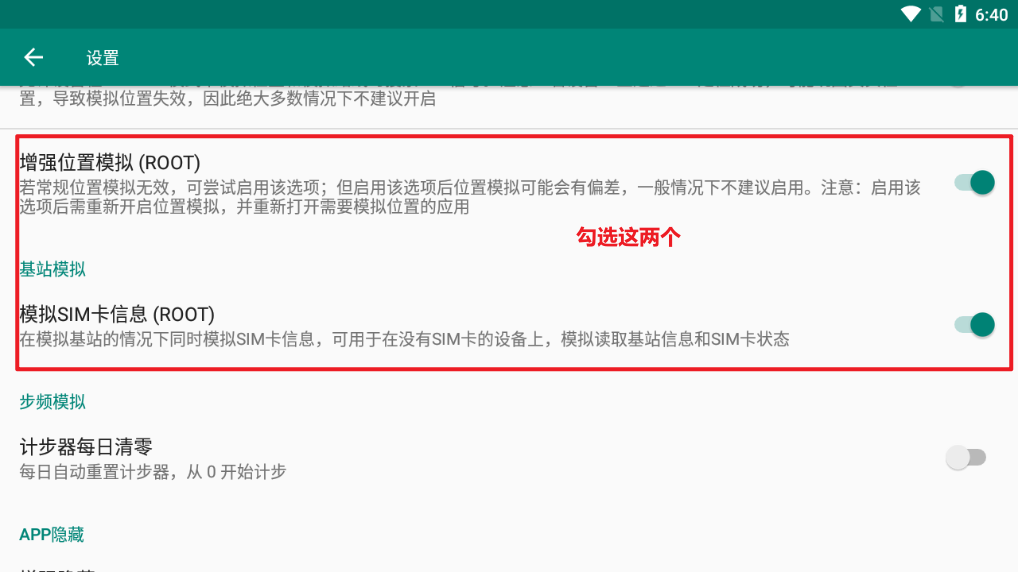 6:40
设置
置，导致模拟位置失效，因此绝大多数情况下不建议开启
增强位置模拟 (ROOT)
若常规位置模拟无效，可尝试启用该选项；但启用该选项后位置模拟可能会有偏差，一般情况下不建议启用。注意：启用该
选项后需重新开启位置模拟，并重新打开需要模拟位置的应用
勾选这两个
基站模拟
模拟SIM卡信息 (ROOT)
在模拟基站的情况下同时模拟SIM卡信息，可用于在没有SIM卡的设备上，模拟读取基站信息和SIM卡状态
步频模拟
计步器每日清零
每日自动重置计步器，从 0 开始计步
APP隐藏